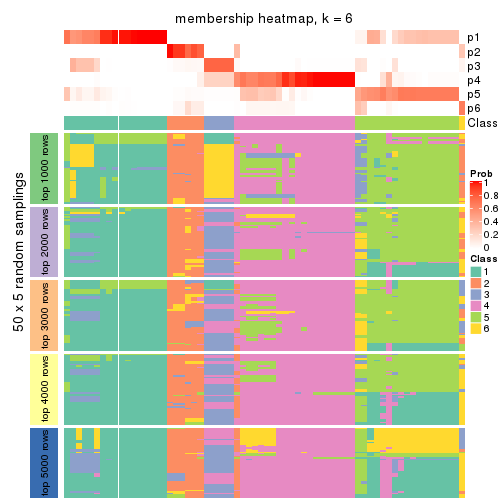 membership heatmap, k = 6
p1
p2
p3
p4
p5
p6
Class
50 x 5 random samplings
top 1000 rows
top 2000 rows
top 3000 rows
top 4000 rows
top 5000 rows
Prob
1
0.8
0.6
0.4
0.2
0
Class
1
2
3
4
5
6